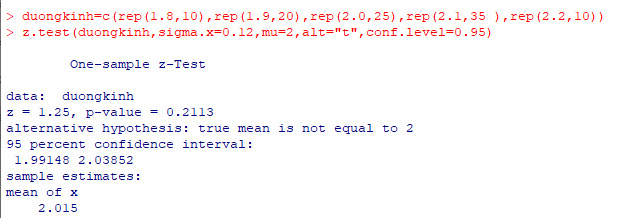 > duongkinh=c(rep(1.8,10),rep(1.9,20),rep(2.0,25),rep(2.1,35 ),rep(2.2,10))
> z.test(duongkinh,sigma.x=0.12,mu=2,alt="t",conf.level=0.95)
One-sample z-Test
data:  duongkinh
z = 1.25, p-value = 0.2113
alternative hypothesis: true mean is not equal to 2
95 percent confidence interval:
1.99148 2.03852
sample estimates:
mean of x
2.015